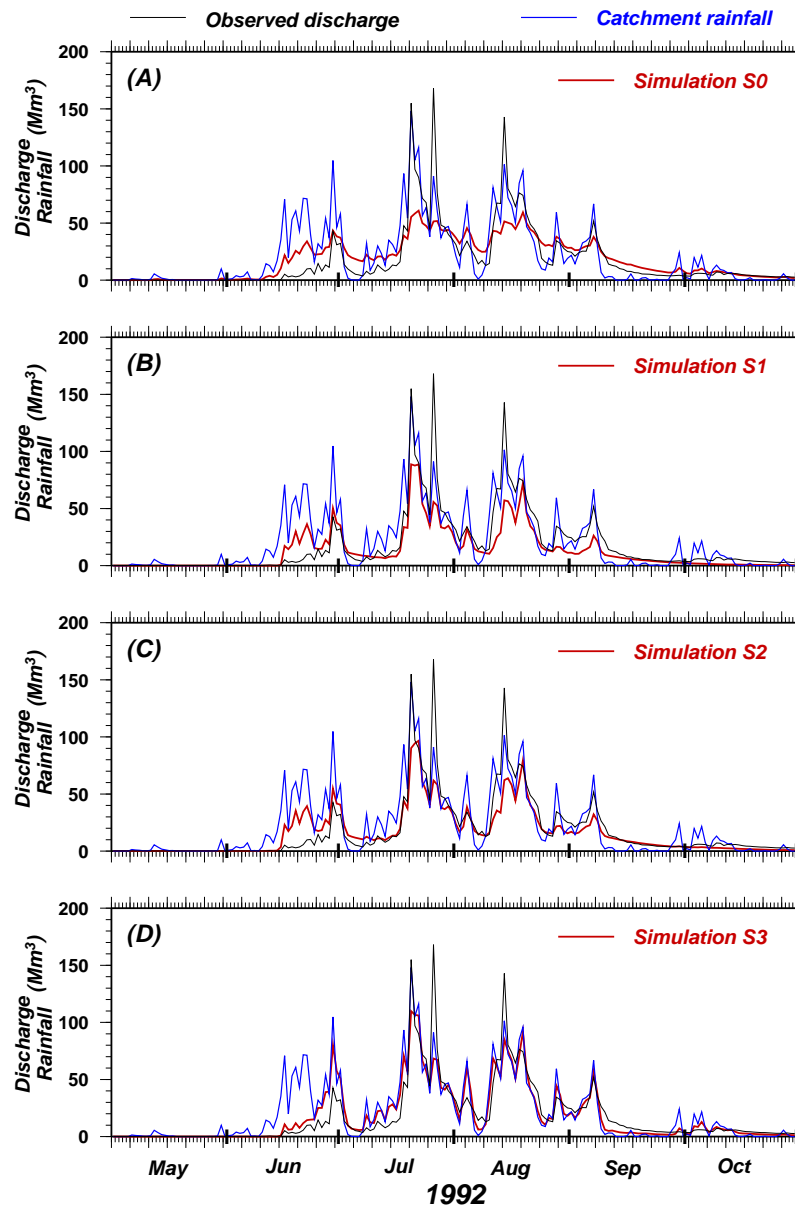 Observed discharge Catchment rainfall
200
150
100
50
0
Discharge (Mm³)
Rainfall
(A)
Simulation S0
200
150
100
50
0
Discharge (Mm³)
Rainfall
(B)
Simulation S1
200
150
100
50
0
Discharge (Mm³)
Rainfall
(C)
Simulation S2
200
150
100
50
0
Discharge (Mm³)
Rainfall
(D)
Simulation S3
May Jun Jul Aug Sep Oct
1992